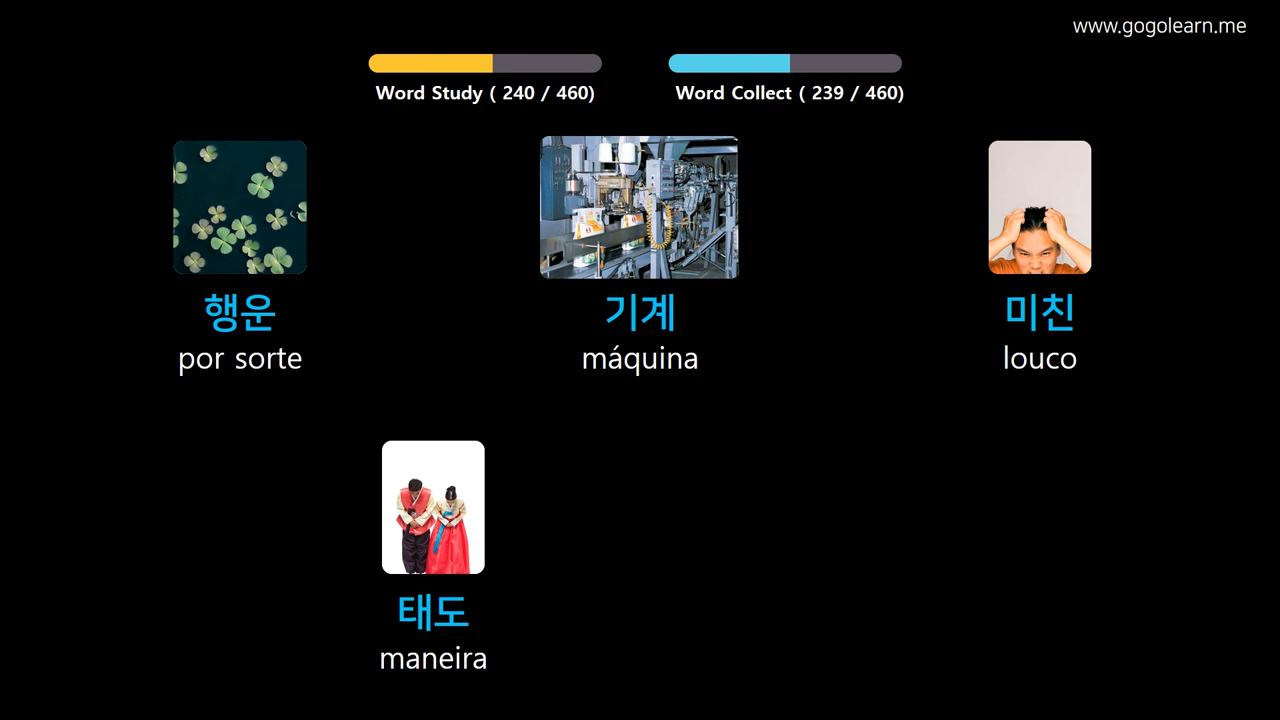 www.gogolearn.me
Word Study ( 240 / 460)
Word Collect ( 239 / 460)
행운
por sorte
기계
máquina
미친
louco
태도
maneira